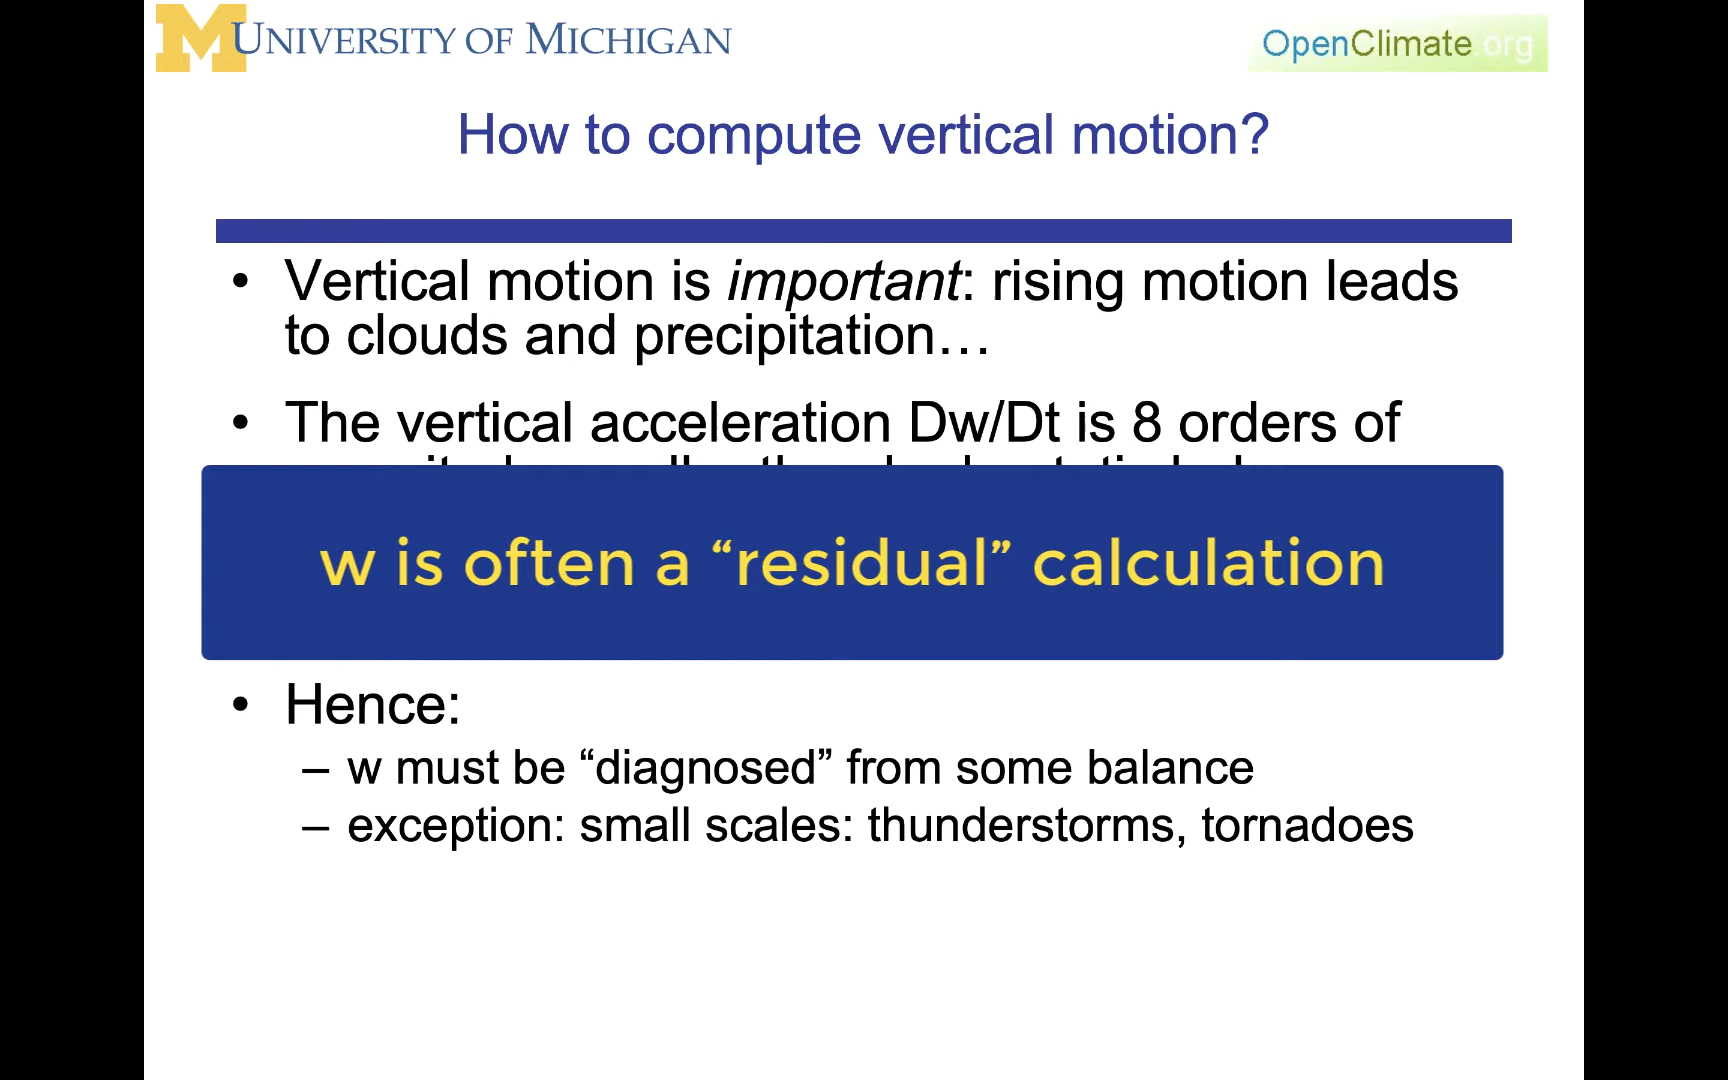 UNIVERSITY OF MICHIGAN
OpenClimate.org
How to compute vertical motion?
• Vertical motion is important: rising motion leads
to clouds and precipitation…
• The vertical acceleration Dw/Dt is 8 orders of
w is often a “residual” calculation
• Hence:
– w must be “diagnosed” from some balance
– exception: small scales: thunderstorms, tornadoes